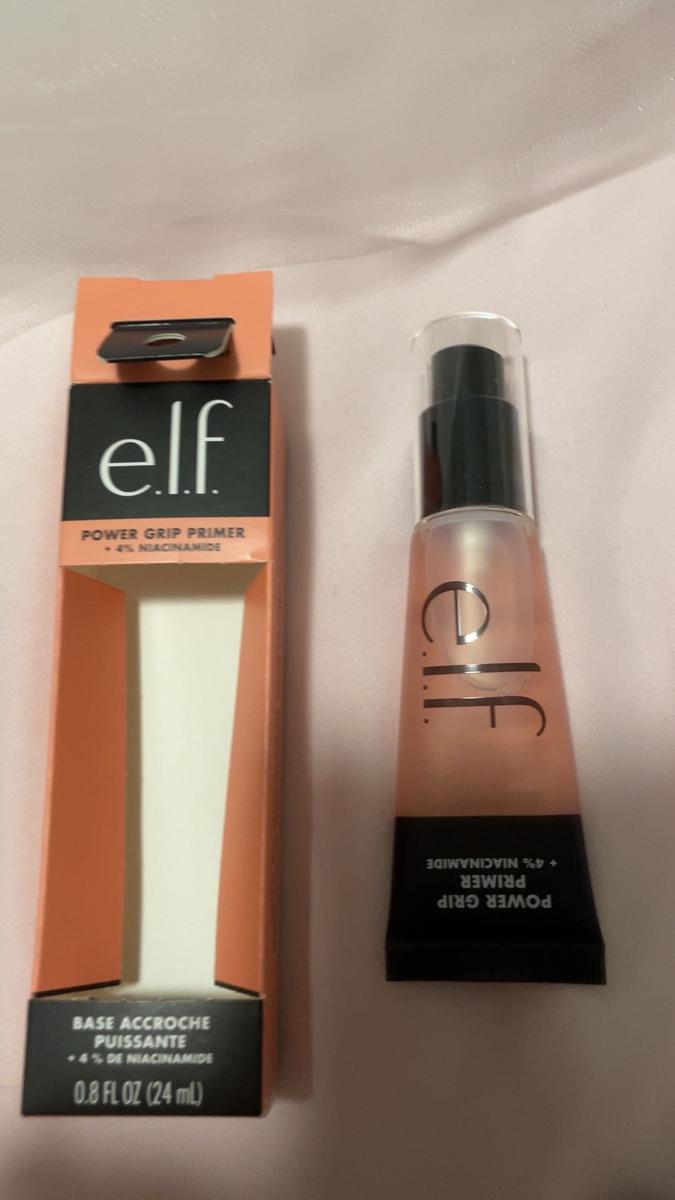 e.l.f.
POWER GRIP PRIMER
+ 4% NIACINAMIDE
BASE ACCROCHE
PUISSANTE
+ 4 % DE NIACINAMIDE
0.8 FL OZ (24 mL)
e.l.f.
POWER GRIP
PRIMER
+ 4% NIACINAMIDE